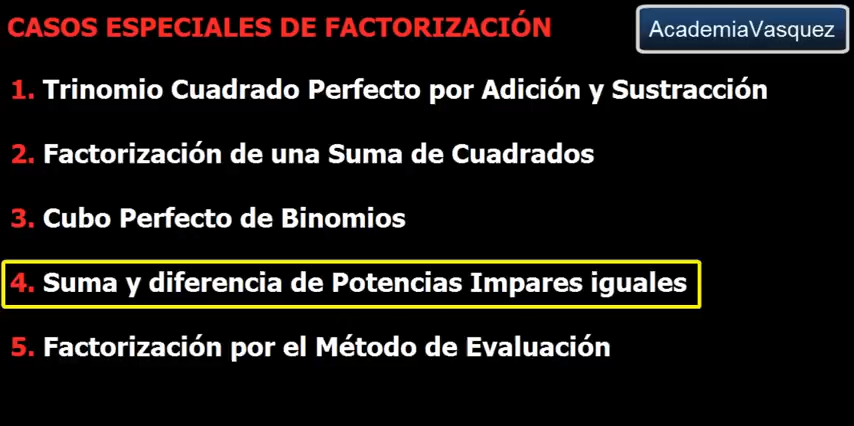 CASOS ESPECIALES DE FACTORIZACIÓN
AcademiaVasquez
1. Trinomio Cuadrado Perfecto por Adición y Sustracción
2. Factorización de una Suma de Cuadrados
3. Cubo Perfecto de Binomios
4. Suma y diferencia de Potencias Impares iguales
5. Factorización por el Método de Evaluación